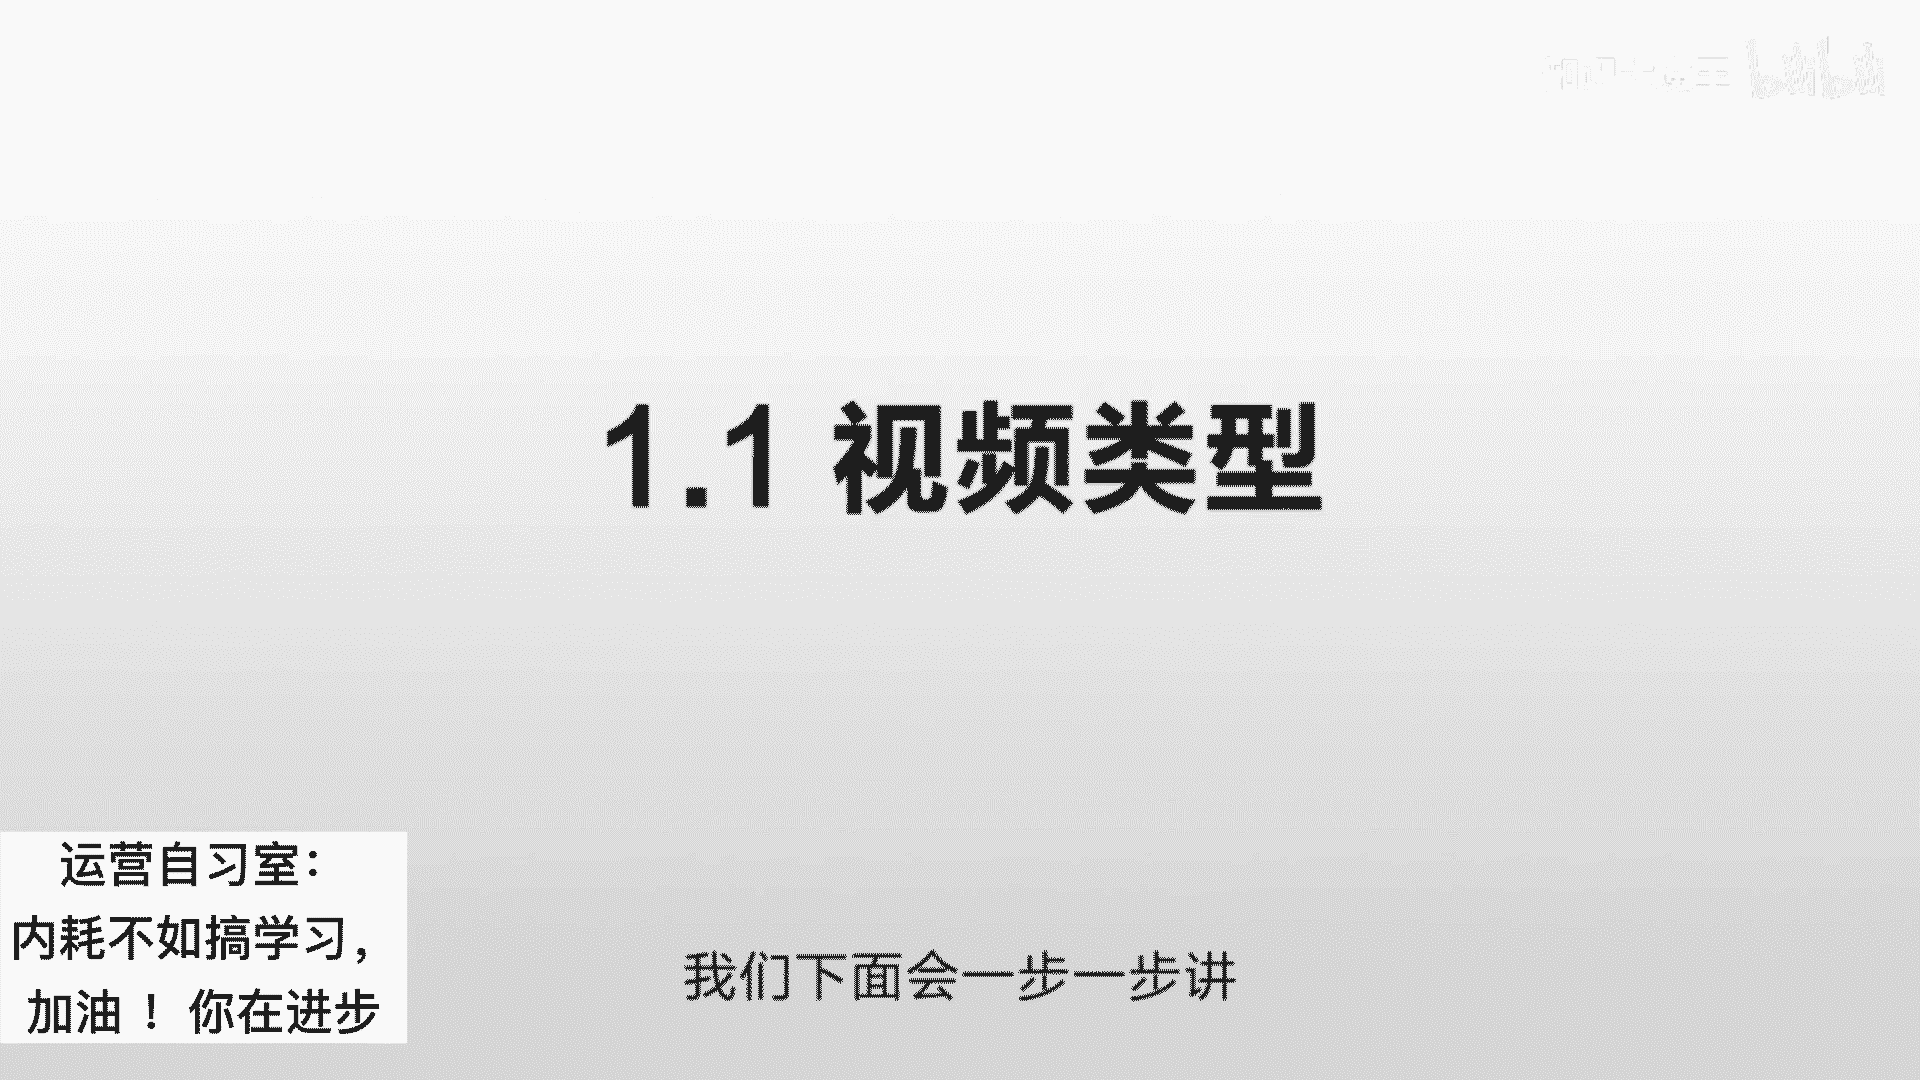 bilibili
1.1 视频类型
运营自习室：
内耗不如搞学习，
加油！你在进步
我们下面会一步一步讲